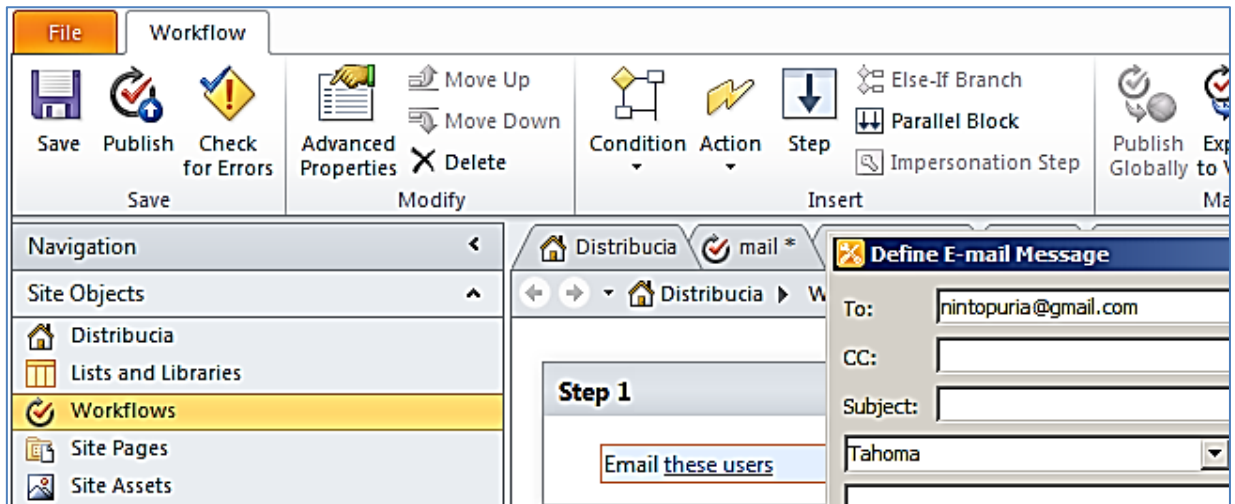 File Workflow
Save Publish Check for Errors
Save
Advanced Properties
Move Up
Move Down
Delete
Modify
Condition Action Step
Else-If Branch
Parallel Block
Impersonation Step
Insert
Publish Globally
Navigation
Site Objects
Distribucia
Lists and Libraries
Workflows
Site Pages
Site Assets
Distribucia mail *
Distribucia
Step 1
Email these users
Define E-mail Message
To: nintopuria@gmail.com
CC:
Subject:
Tahoma